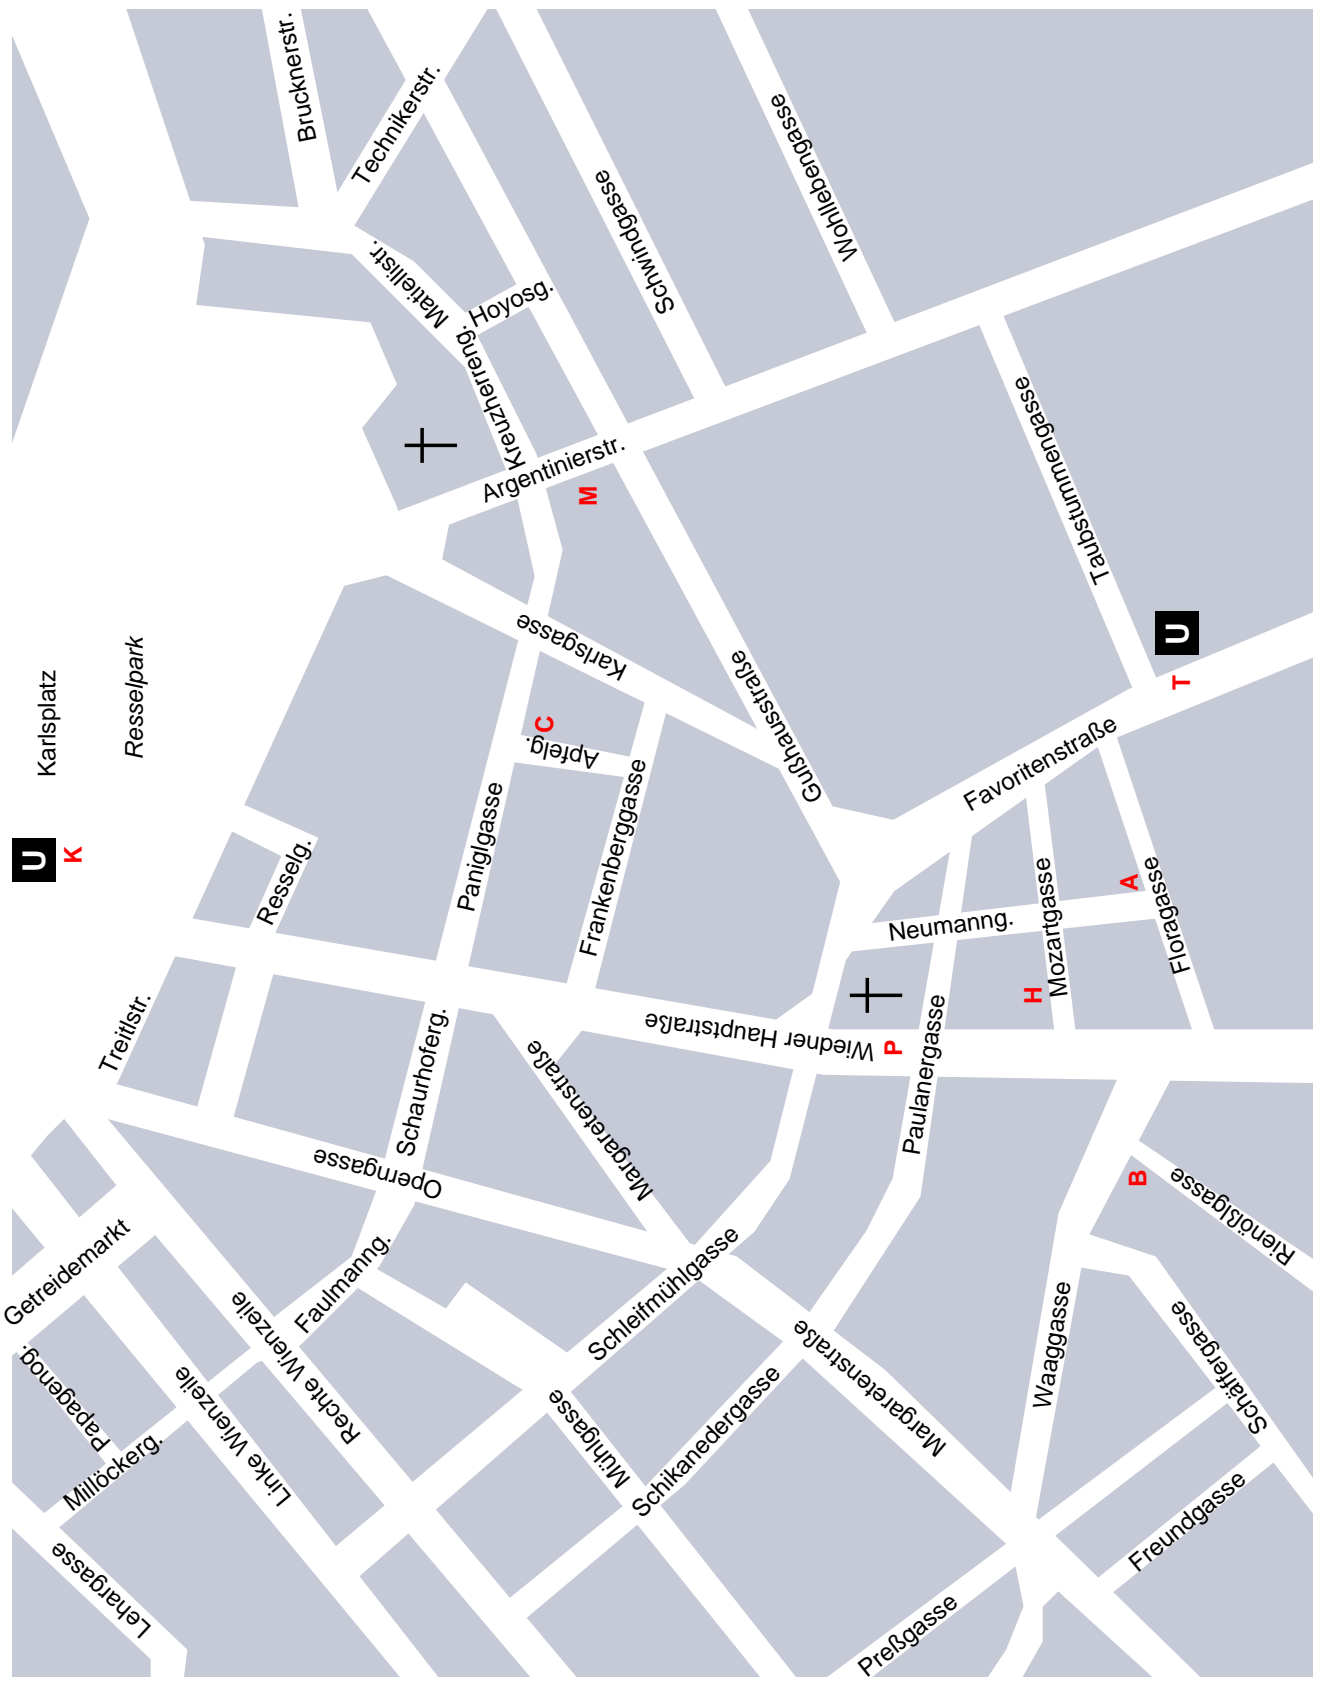 Brucknerstr.
Technikerstr.
Matiellistr.
Hoyosg.
Kreuzherreng.
Argentinierstr.
M
Schwindgasse
Wohllebengasse
Taubstummengasse
U
T
Karlsplatz
Resselpark
U
K
Karlsgasse
C
Apfelg.
Gußhausstraße
Paniglgasse
Frankenberggasse
Resselg.
Favoritenstraße
Neumanng.
Mozartgasse
A
Floragasse
H
Treitlstr.
Schaurhoferg.
Wiedner Hauptstraße
P
Paulanergasse
Margaretenstraße
Operngasse
B
Rienößlgasse
Getreidemarkt
Faulmanng.
Schleifmühlgasse
Papagenog.
Millöckerg.
Linke Wienzeile
Rechte Wienzeile
Mühlgasse
Schikanedergasse
Margaretenstraße
Waaggasse
Schäffergasse
Freundgasse
Preßgasse
Lehargasse